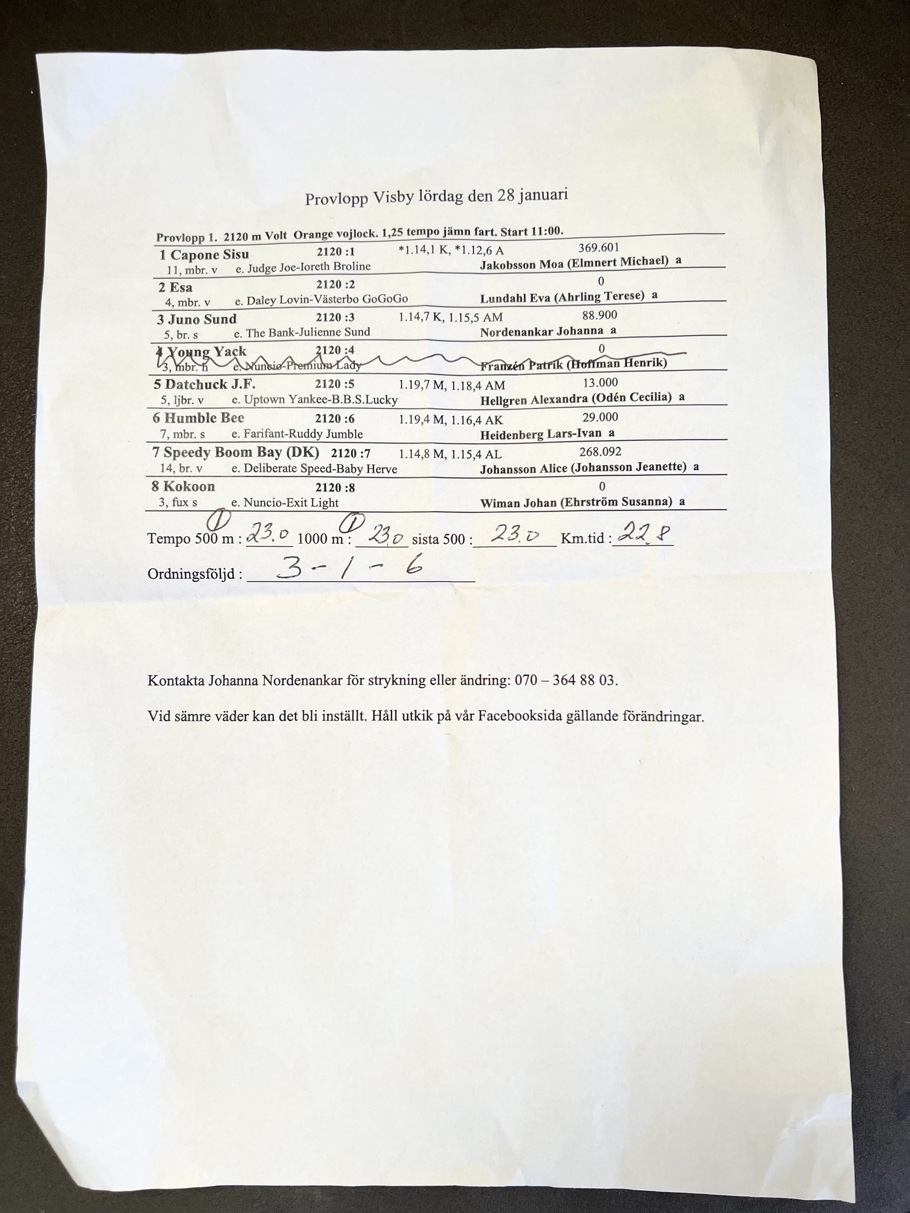 Provlopp Visby lördag den 28 januari
Provlopp 1. 2120 m Volt Orange vojlock. 1,25 tempo jämn fart. Start 11:00.
1 Capone Sisu 2120 :1 *1.14,1 K, *1.12,6 A 369.601
11, mbr. v e. Judge Joe-Ioreth Broline Jakobsson Moa (Elmnert Michael) a
2 Esa 2120 :2 0
4, mbr. v e. Daley Lovin-Västerbo GoGoGo Lundahl Eva (Ahrling Terese) a
3 Juno Sund 2120 :3 1.14,7 K, 1.15,5 AM 88.900
5, br. s e. The Bank-Julienne Sund Nordenankar Johanna a
4 Young Yack 2120 :4 0
3, mbr. h e. Nuncio-Premium Lady Franzén Patrik (Hoffman Henrik)
5 Datchuck J.F. 2120 :5 1.19,7 M, 1.18,4 AM 13.000
5, ljbr. v e. Uptown Yankee-B.B.S.Lucky Hellgren Alexandra (Odén Cecilia) a
6 Humble Bee 2120 :6 1.19,4 M, 1.16,4 AK 29.000
7, mbr. s e. Farifant-Ruddy Jumble Heidenberg Lars-Ivan a
7 Speedy Boom Bay (DK) 2120 :7 1.14,8 M, 1.15,4 AL 268.092
14, br. v e. Deliberate Speed-Baby Herve Johansson Alice (Johansson Jeanette) a
8 Kokoon 2120 :8 0
3, fux s e. Nuncio-Exit Light Wiman Johan (Ehrström Susanna) a
1 1
Tempo 500 m : 23.0 1000 m : 23.0 sista 500 : 23.0 Km.tid : 22.8
Ordningsföljd : 3 - 1 - 6
Kontakta Johanna Nordenankar för strykning eller ändring: 070 – 364 88 03.
Vid sämre väder kan det bli inställt. Håll utkik på vår Facebooksida gällande förändringar.